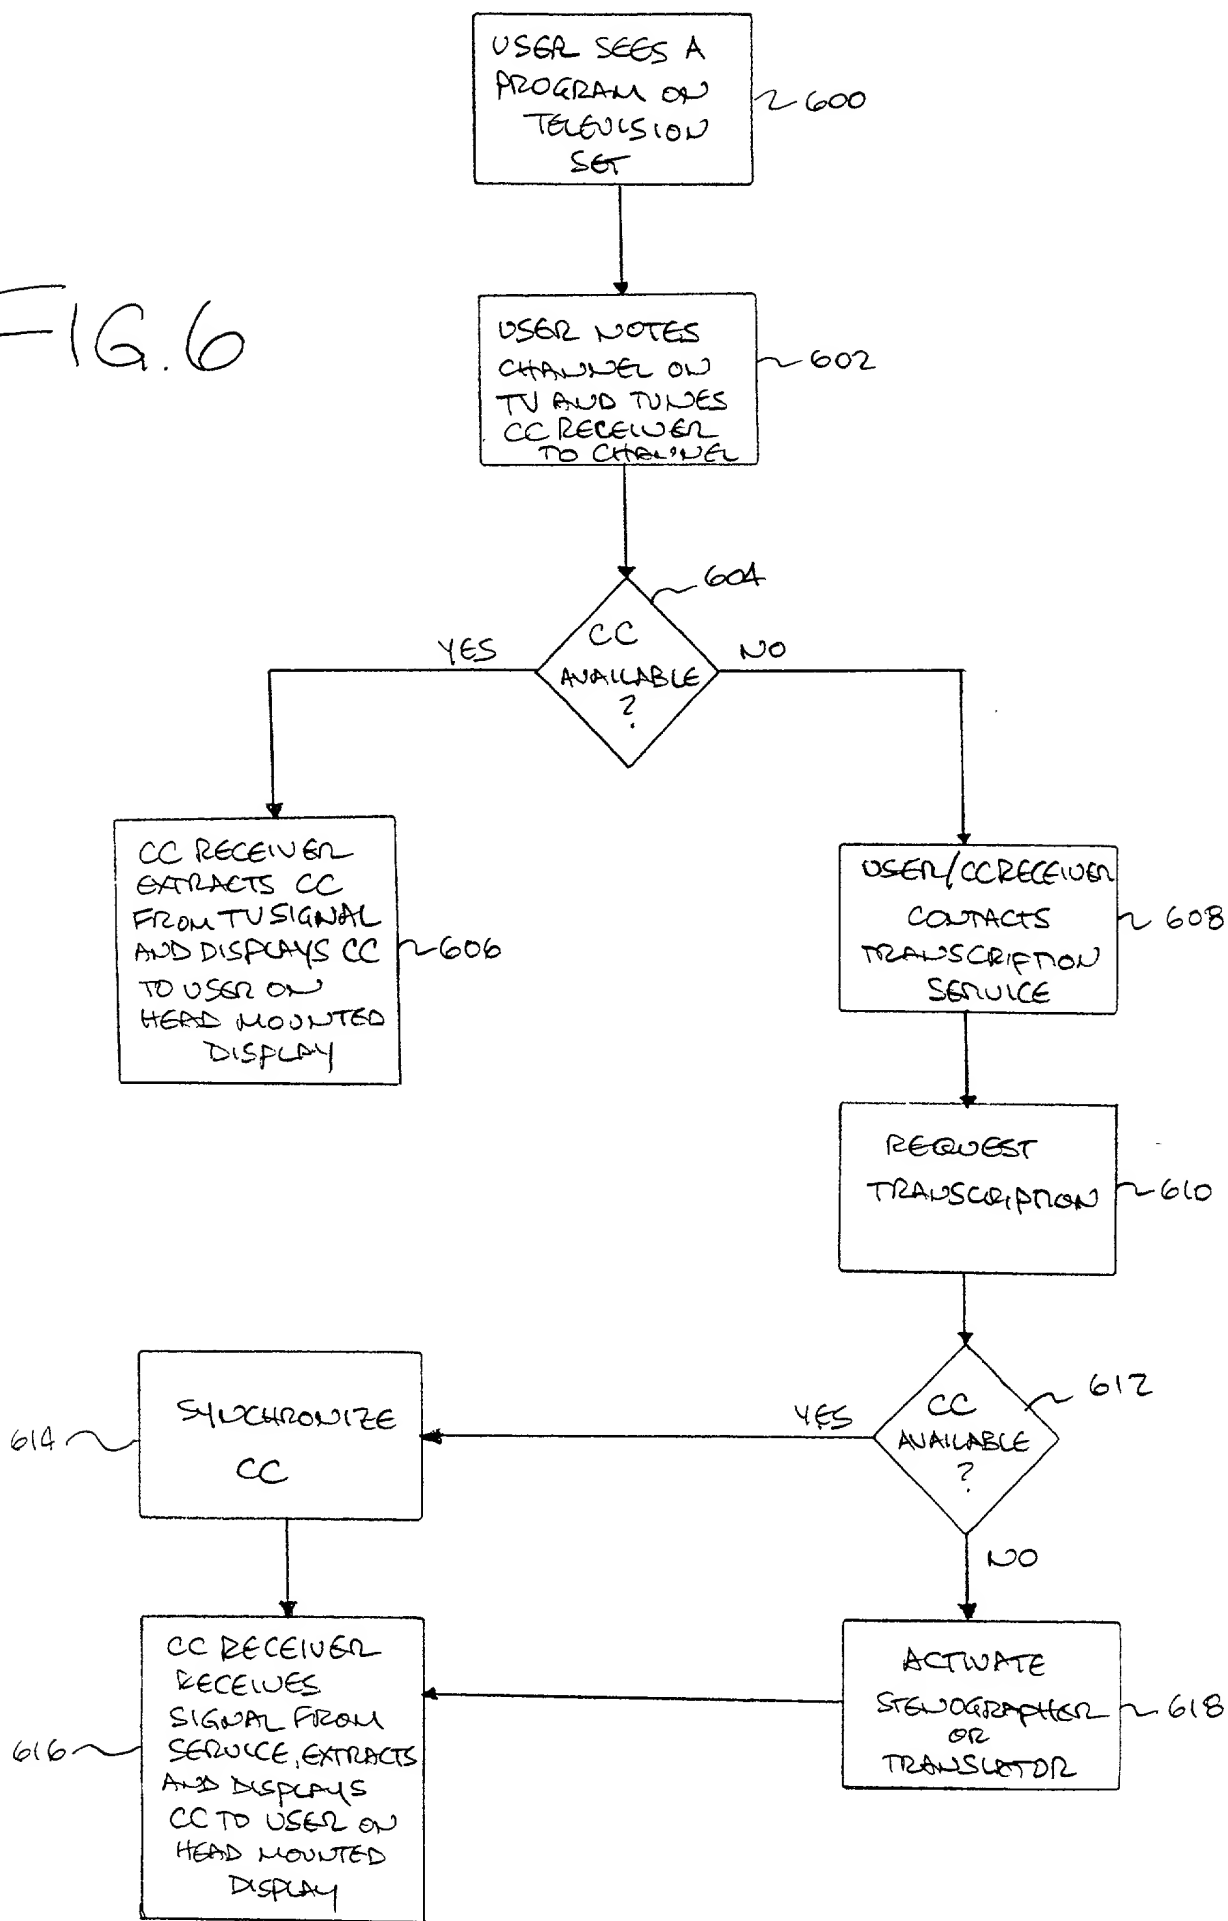 USER SEES A
PROGRAM ON
TELEVISION
SET
600
FIG. 6
USER NOTES
CHANNEL ON
TV AND TUNES
CC RECEIVER
TO CHANNEL
602
604
CC
AVAILABLE
?
YES
NO
CC RECEIVER
EXTRACTS CC
FROM TV SIGNAL
AND DISPLAYS CC
TO USER ON
HEAD MOUNTED
DISPLAY
606
USER/CC RECEIVER
CONTACTS
TRANSCRIPTION
SERVICE
608
REQUEST
TRANSCRIPTION
610
612
CC
AVAILABLE
?
YES
NO
614
SYNCHRONIZE
CC
616
CC RECEIVER
RECEIVES
SIGNAL FROM
SERVICE, EXTRACTS
AND DISPLAYS
CC TO USER ON
HEAD MOUNTED
DISPLAY
ACTIVATE
STENOGRAPHER
OR
TRANSLATOR
618